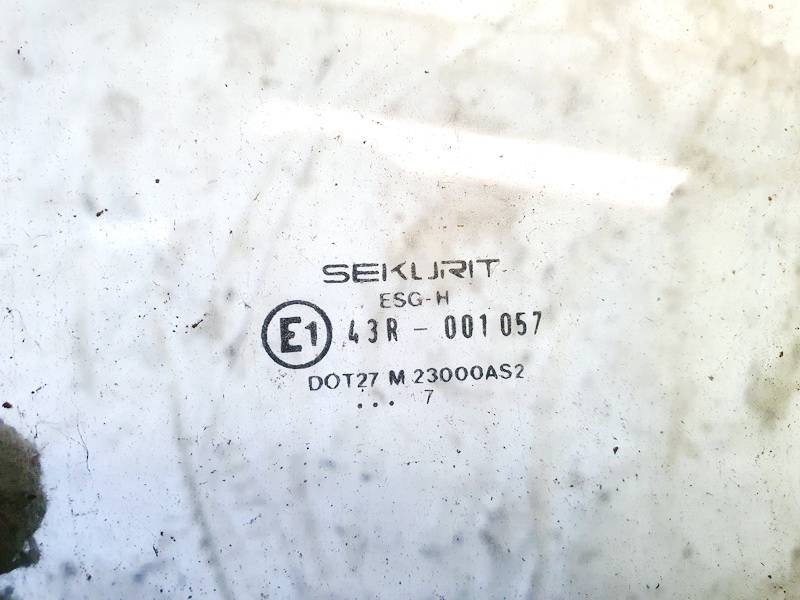 SEKURIT
ESG-H
E1 43R - 001057
DOT27 M 23000AS2
... 7